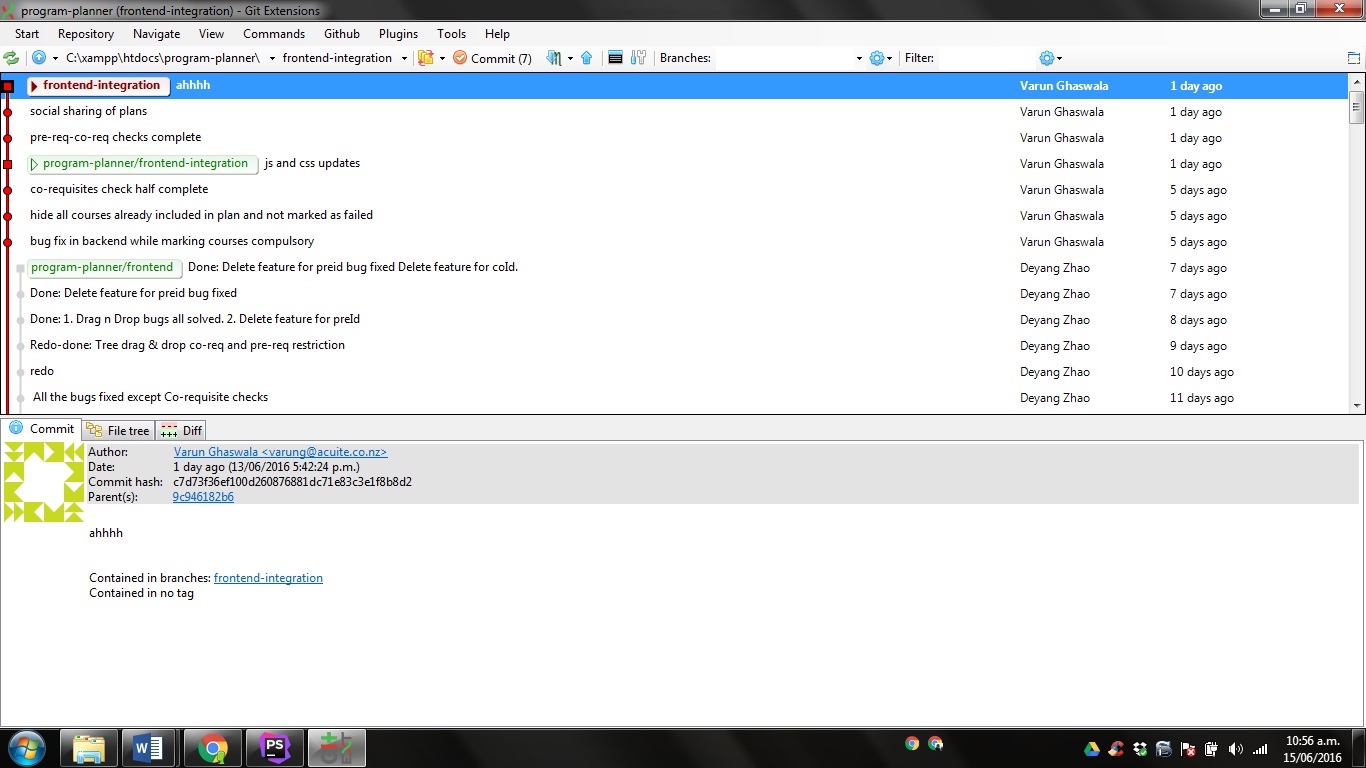 program-planner (frontend-integration) - Git Extensions
Start Repository Navigate View Commands Github Plugins Tools Help
C:\xampp\htdocs\program-planner\ frontend-integration Commit (7) Branches: Filter:
frontend-integration ahhhh Varun Ghaswala 1 day ago
social sharing of plans Varun Ghaswala 1 day ago
pre-req-co-req checks complete Varun Ghaswala 1 day ago
program-planner/frontend-integration js and css updates Varun Ghaswala 1 day ago
co-requisites check half complete Varun Ghaswala 5 days ago
hide all courses already included in plan and not marked as failed Varun Ghaswala 5 days ago
bug fix in backend while marking courses compulsory Varun Ghaswala 5 days ago
program-planner/frontend Done: Delete feature for preid bug fixed Delete feature for coId. Deyang Zhao 7 days ago
Done: Delete feature for preid bug fixed Deyang Zhao 7 days ago
Done: 1. Drag n Drop bugs all solved. 2. Delete feature for preId Deyang Zhao 8 days ago
Redo-done: Tree drag & drop co-req and pre-req restriction Deyang Zhao 9 days ago
redo Deyang Zhao 10 days ago
All the bugs fixed except Co-requisite checks Deyang Zhao 11 days ago
Commit File tree Diff
Author: Varun Ghaswala <varung@acuite.co.nz>
Date: 1 day ago (13/06/2016 5:42:24 p.m.)
Commit hash: c7d73f36ef100d260876881dc71e83c3e1f8b8d2
Parent(s): 9c946182b6
ahhhh
Contained in branches: frontend-integration
Contained in no tag
W
PS
10:56 a.m.
15/06/2016